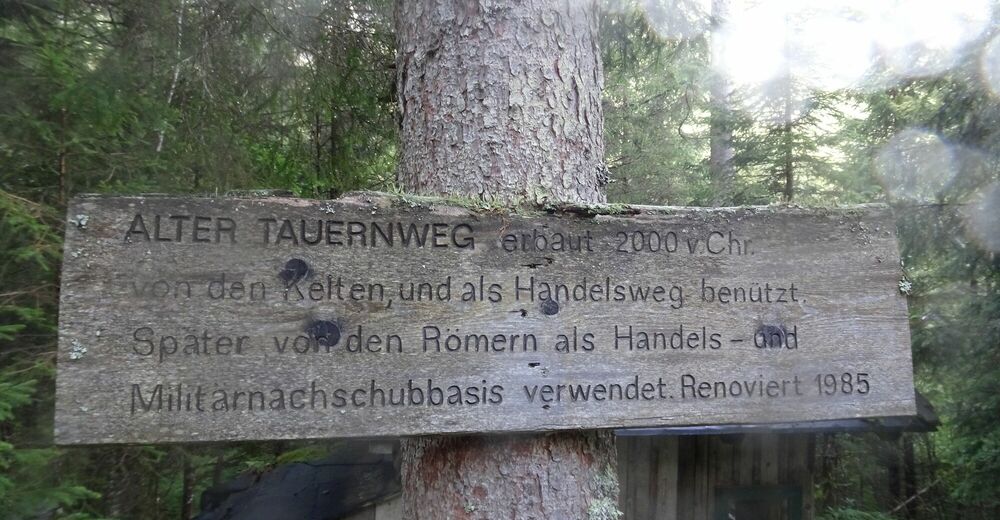 ALTER TAUERNWEG erbaut 2000 v. Chr.
von den Kelten, und als Handelsweg benützt.
Später von den Römern als Handels - und
Militärnachschubbasis verwendet. Renoviert 1985